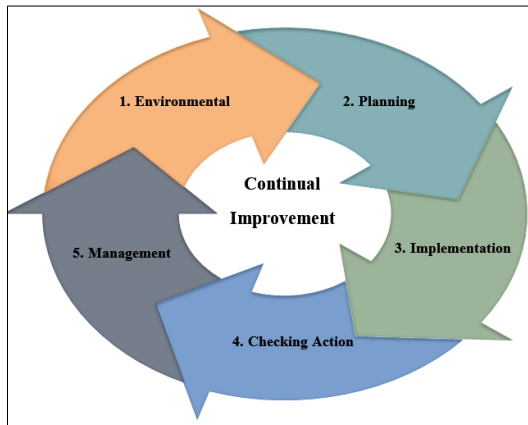 1. Environmental
2. Planning
Continual
Improvement
3. Implementation
5. Management
4. Checking Action